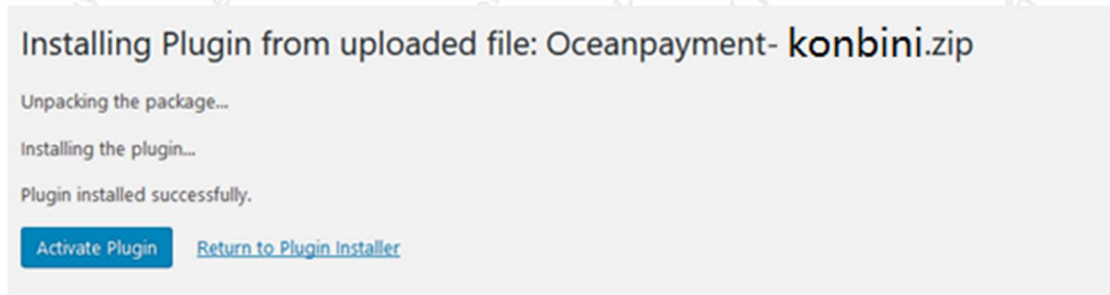 Installing Plugin from uploaded file: Oceanpayment- konbini.zip
Unpacking the package...
Installing the plugin...
Plugin installed successfully.
Activate Plugin Return to Plugin Installer